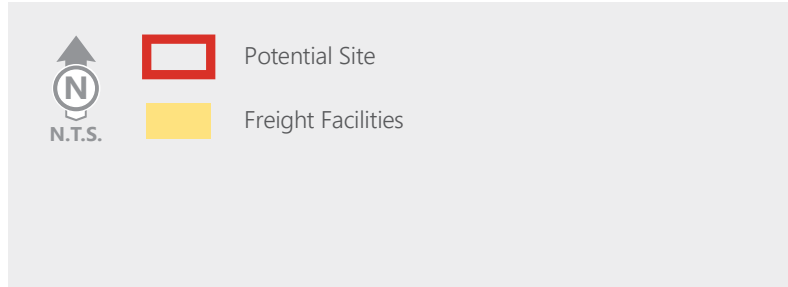 N
N.T.S.
Potential Site
Freight Facilities